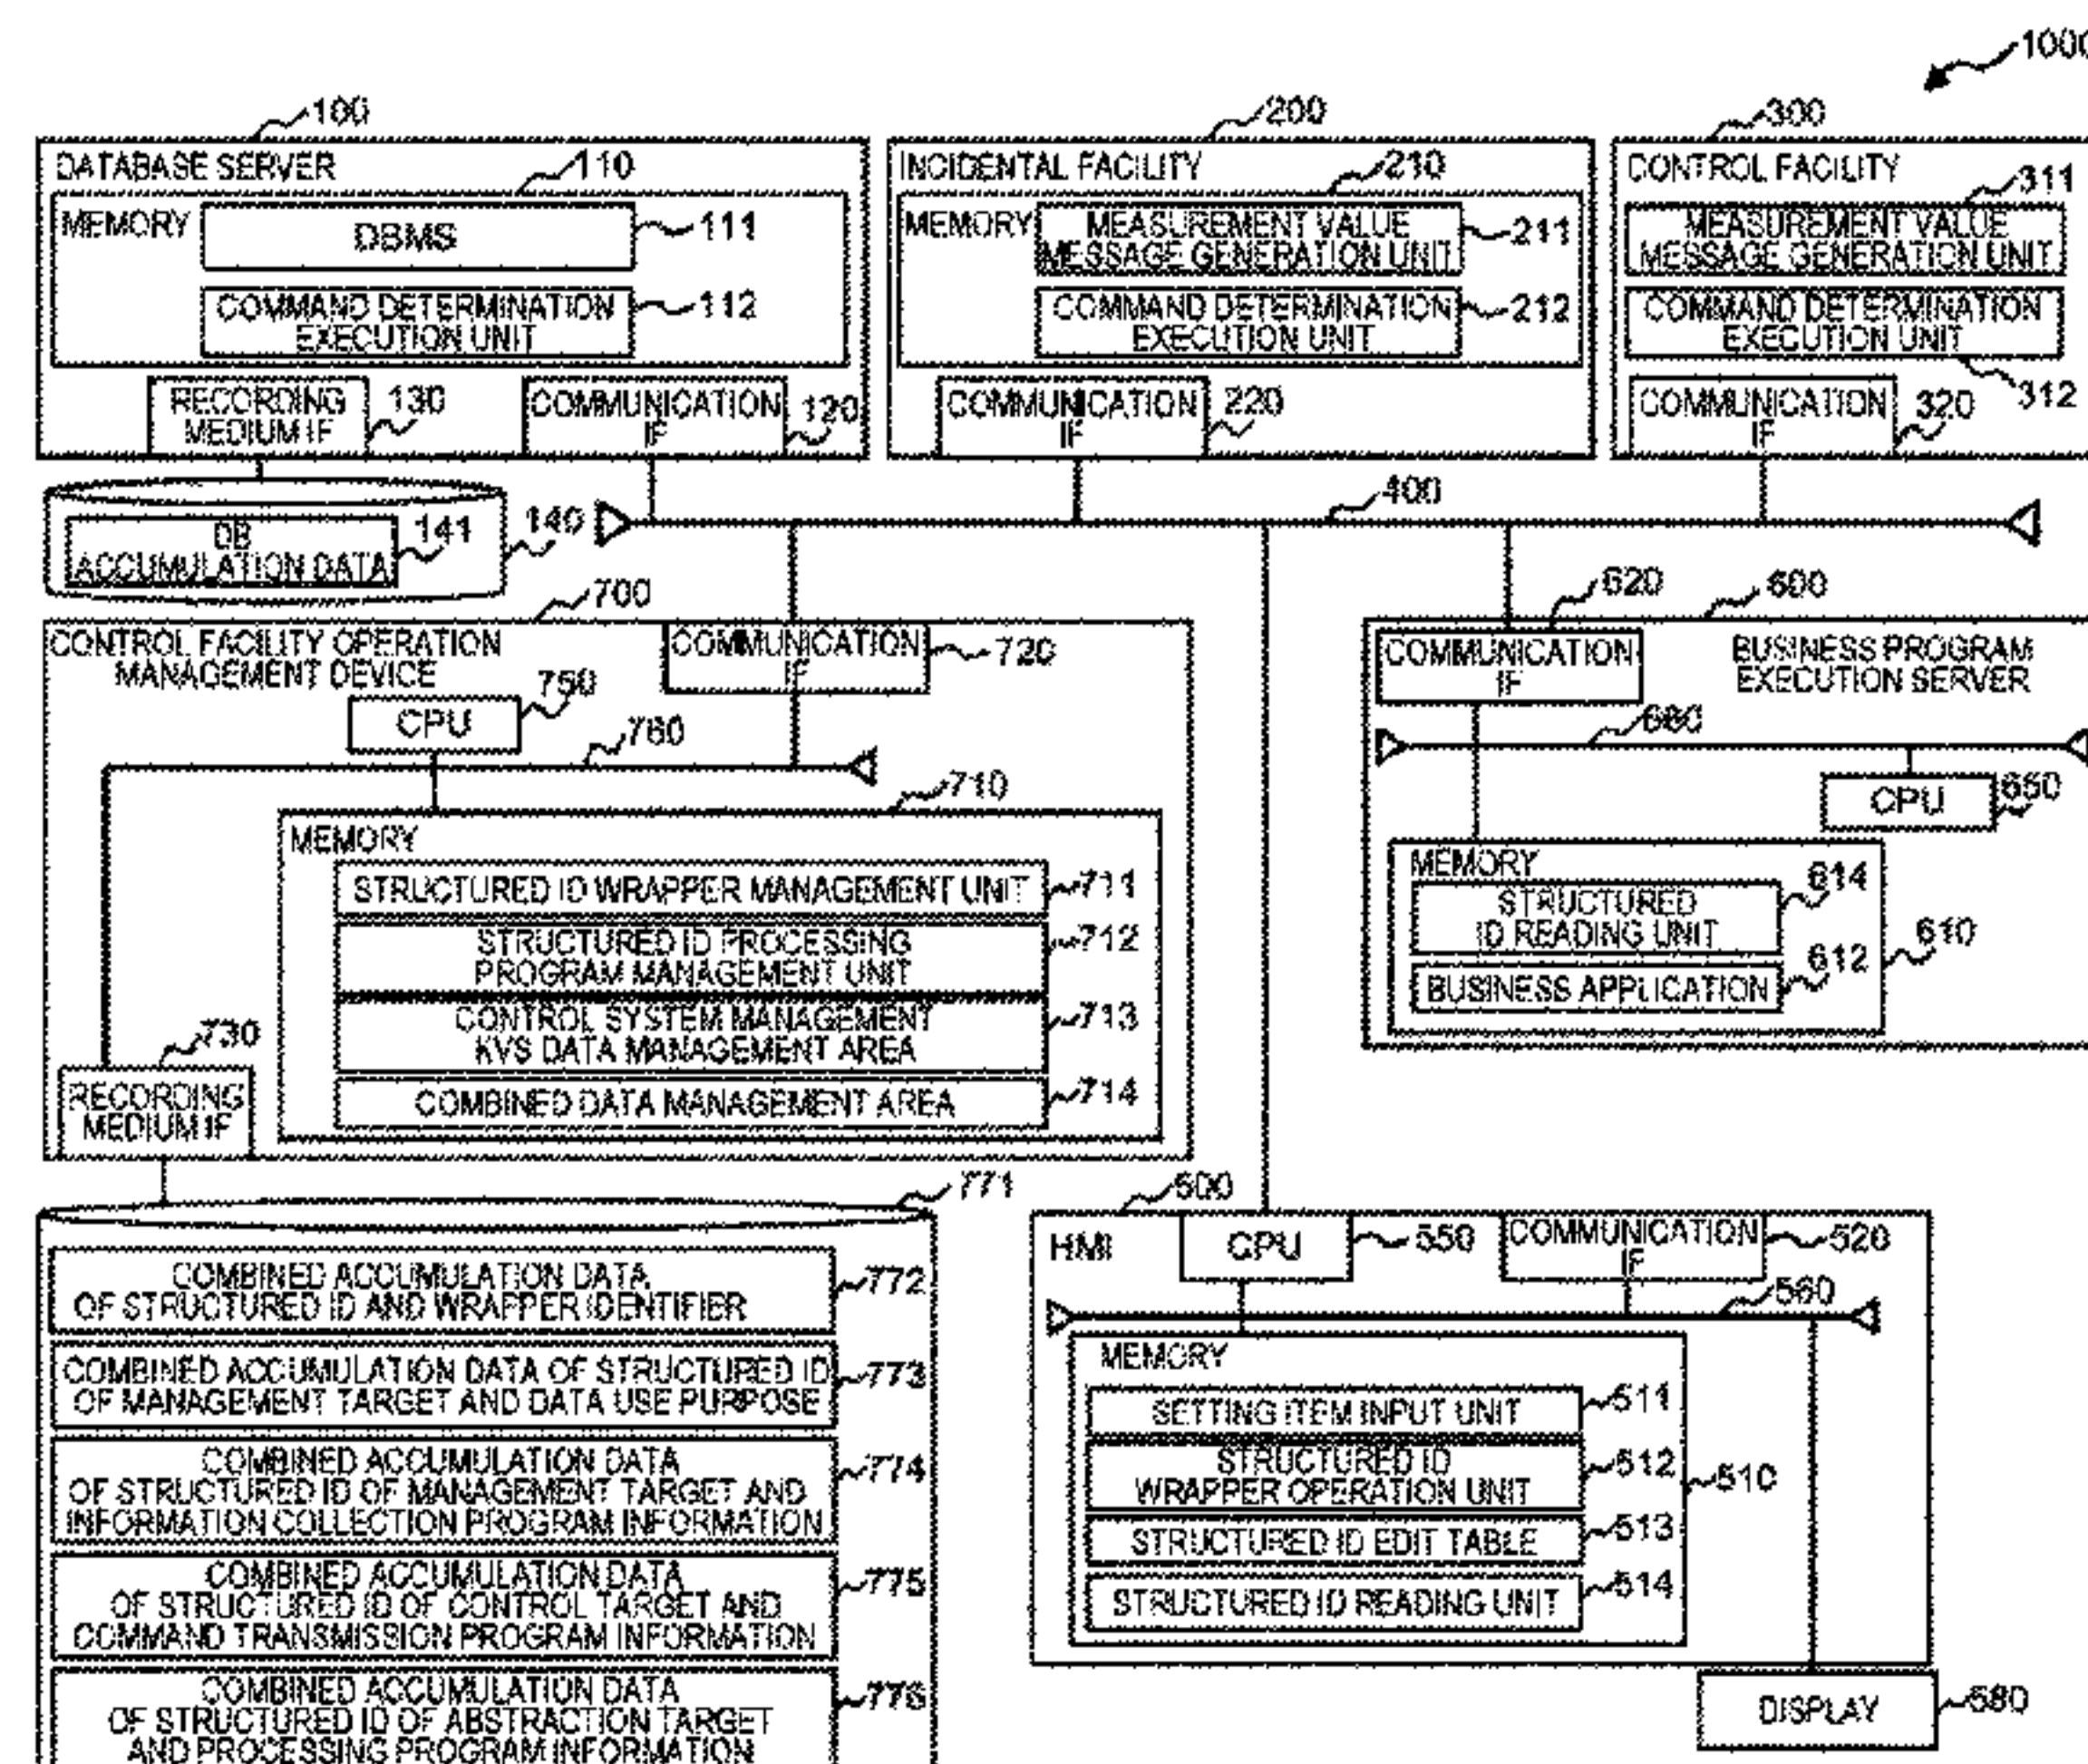 1000
100
200
300
DATABASE SERVER
110
MEMORY
DBMS
111
COMMAND DETERMINATION
EXECUTION UNIT
112
RECORDING
MEDIUM IF
130
COMMUNICATION
IF
120
INCIDENTAL FACILITY
210
MEMORY
MEASUREMENT VALUE
MESSAGE GENERATION UNIT
211
COMMAND DETERMINATION
EXECUTION UNIT
212
COMMUNICATION
IF
220
CONTROL FACILITY
311
MEASUREMENT VALUE
MESSAGE GENERATION UNIT
COMMAND DETERMINATION
EXECUTION UNIT
312
COMMUNICATION
IF
320
DB
ACCUMULATION DATA
141
140
400
700
CONTROL FACILITY OPERATION
MANAGEMENT DEVICE
COMMUNICATION
IF
720
CPU
750
760
710
MEMORY
STRUCTURED ID WRAPPER MANAGEMENT UNIT
711
STRUCTURED ID PROCESSING
PROGRAM MANAGEMENT UNIT
712
CONTROL SYSTEM MANAGEMENT
KVS DATA MANAGEMENT AREA
713
COMBINED DATA MANAGEMENT AREA
714
730
RECORDING
MEDIUM IF
620
600
COMMUNICATION
IF
BUSINESS PROGRAM
EXECUTION SERVER
660
CPU
650
MEMORY
STRUCTURED
ID READING UNIT
614
BUSINESS APPLICATION
612
610
771
COMBINED ACCUMULATION DATA
OF STRUCTURED ID AND WRAPPER IDENTIFIER
772
COMBINED ACCUMULATION DATA OF STRUCTURED ID
OF MANAGEMENT TARGET AND DATA USE PURPOSE
773
COMBINED ACCUMULATION DATA
OF STRUCTURED ID OF MANAGEMENT TARGET AND
INFORMATION COLLECTION PROGRAM INFORMATION
774
COMBINED ACCUMULATION DATA
OF STRUCTURED ID OF CONTROL TARGET AND
COMMAND TRANSMISSION PROGRAM INFORMATION
775
COMBINED ACCUMULATION DATA
OF STRUCTURED ID OF ABSTRACTION TARGET
AND PROCESSING PROGRAM INFORMATION
776
500
HMI
CPU
550
COMMUNICATION
IF
520
560
MEMORY
SETTING ITEM INPUT UNIT
511
STRUCTURED ID
WRAPPER OPERATION UNIT
512
STRUCTURED ID EDIT TABLE
513
STRUCTURED ID READING UNIT
514
510
DISPLAY
580